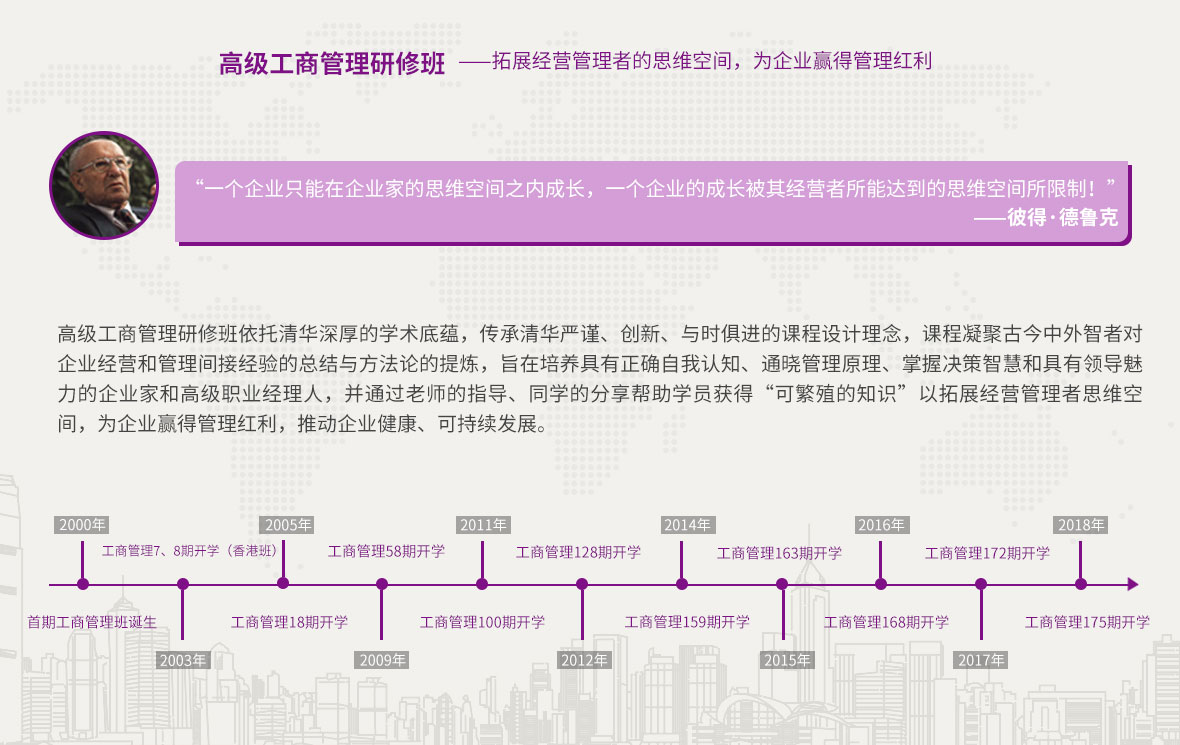 高级工商管理研修班 ——拓展经营管理者的思维空间，为企业赢得管理红利
“一个企业只能在企业家的思维空间之内成长，一个企业的成长被其经营者所能达到的思维空间所限制！”
——彼得·德鲁克
高级工商管理研修班依托清华深厚的学术底蕴，传承清华严谨、创新、与时俱进的课程设计理念，课程凝聚古今中外智者对
企业经营和管理间接经验的总结与方法论的提炼，旨在培养具有正确自我认知、通晓管理原理、掌握决策智慧和具有领导魅
力的企业家和高级职业经理人，并通过老师的指导、同学的分享帮助学员获得“可繁殖的知识”以拓展经营管理者思维空
间，为企业赢得管理红利，推动企业健康、可持续发展。
2000年 2005年 2011年 2014年 2016年 2018年
工商管理7、8期开学（香港班） 工商管理58期开学 工商管理128期开学 工商管理163期开学 工商管理172期开学
首期工商管理班诞生 工商管理18期开学 工商管理100期开学 工商管理159期开学 工商管理168期开学 工商管理175期开学
2003年 2009年 2012年 2015年 2017年